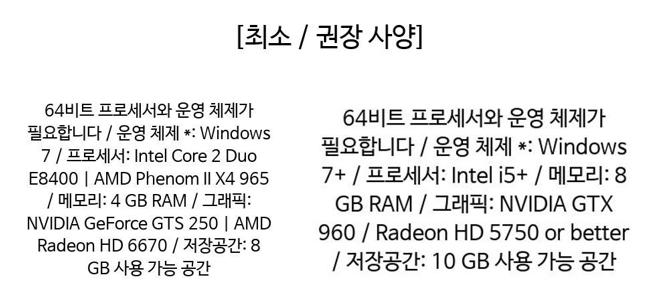 [최소 / 권장 사양]
64비트 프로세서와 운영 체제가
필요합니다 / 운영 체제 *: Windows
7 / 프로세서: Intel Core 2 Duo
E8400 | AMD Phenom II X4 965
/ 메모리: 4 GB RAM / 그래픽:
NVIDIA GeForce GTS 250 | AMD
Radeon HD 6670 / 저장공간: 8
GB 사용 가능 공간
64비트 프로세서와 운영 체제가
필요합니다 / 운영 체제 *: Windows
7+ / 프로세서: Intel i5+ / 메모리: 8
GB RAM / 그래픽: NVIDIA GTX
960 / Radeon HD 5750 or better
/ 저장공간: 10 GB 사용 가능 공간